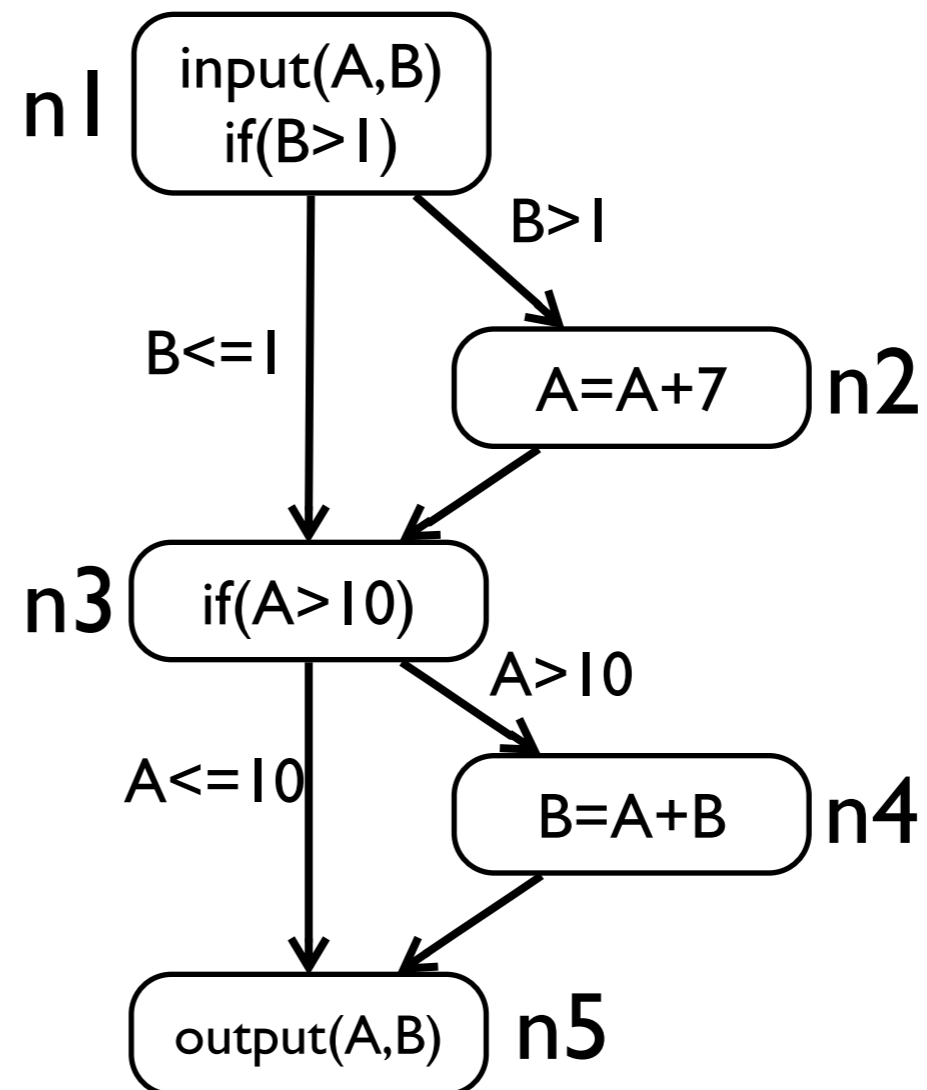 n1
input(A,B)
if(B>1)
B>1
B<=1
A=A+7
n2
n3
if(A>10)
A>10
A<=10
B=A+B
n4
output(A,B)
n5